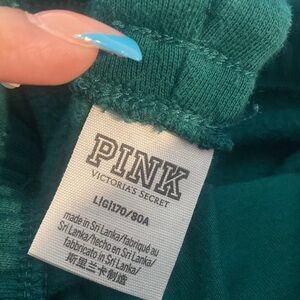 PINK
VICTORIA'S SECRET
L|G|170/80A
made in Sri Lanka/fabriqué au
Sri Lanka/hecho en Sri Lanka/
fabbricato in Sri Lanka/
斯里兰卡制造